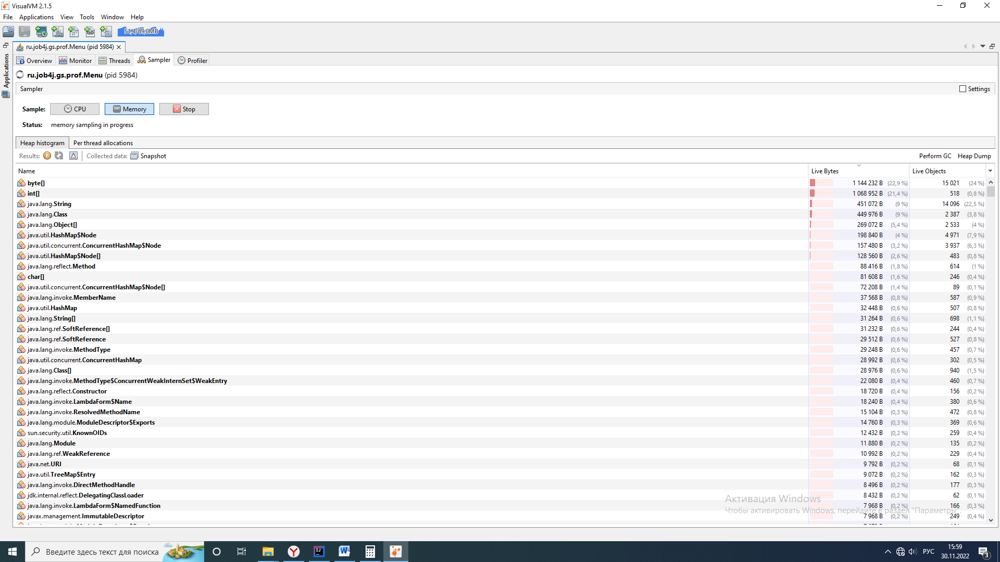 VisualVM 2.1.5
File Applications View Tools Window Help
51,4/89,0MB
ru.job4j.gs.prof.Menu (pid 5984)
Applications
Overview Monitor Threads Sampler Profiler
ru.job4j.gs.prof.Menu (pid 5984)
Sampler Settings
Sample: CPU Memory Stop
Status: memory sampling in progress
Heap histogram Per thread allocations
Results: Collected data: Snapshot Perform GC Heap Dump
Name Live Bytes Live Objects
byte[] 1 144 232 B (22,9 %) 15 021 (24 %)
int[] 1 068 952 B (21,4 %) 518 (0,8 %)
java.lang.String 451 072 B (9 %) 14 096 (22,5 %)
java.lang.Class 449 976 B (9 %) 2 387 (3,8 %)
java.lang.Object[] 269 072 B (5,4 %) 2 533 (4 %)
java.util.HashMap$Node 198 840 B (4 %) 4 971 (7,9 %)
java.util.concurrent.ConcurrentHashMap$Node 157 480 B (3,2 %) 3 937 (6,3 %)
java.util.HashMap$Node[] 128 560 B (2,6 %) 483 (0,8 %)
java.lang.reflect.Method 88 416 B (1,8 %) 614 (1 %)
char[] 81 608 B (1,6 %) 246 (0,4 %)
java.util.concurrent.ConcurrentHashMap$Node[] 72 208 B (1,4 %) 89 (0,1 %)
java.lang.invoke.MemberName 37 568 B (0,8 %) 587 (0,9 %)
java.util.HashMap 32 448 B (0,6 %) 507 (0,8 %)
java.lang.String[] 31 264 B (0,6 %) 698 (1,1 %)
java.lang.ref.SoftReference[] 31 232 B (0,6 %) 244 (0,4 %)
java.lang.ref.SoftReference 29 512 B (0,6 %) 527 (0,8 %)
java.lang.invoke.MethodType 29 248 B (0,6 %) 457 (0,7 %)
java.util.concurrent.ConcurrentHashMap 28 992 B (0,6 %) 302 (0,5 %)
java.lang.Class[] 28 976 B (0,6 %) 940 (1,5 %)
java.lang.invoke.MethodType$ConcurrentWeakInternSet$WeakEntry 22 080 B (0,4 %) 460 (0,7 %)
java.lang.reflect.Constructor 18 720 B (0,4 %) 156 (0,2 %)
java.lang.invoke.LambdaForm$Name 18 240 B (0,4 %) 380 (0,6 %)
java.lang.invoke.ResolvedMethodName 15 104 B (0,3 %) 472 (0,8 %)
java.lang.module.ModuleDescriptor$Exports 14 760 B (0,3 %) 369 (0,6 %)
sun.security.util.KnownOIDs 12 432 B (0,2 %) 259 (0,4 %)
java.lang.Module 11 880 B (0,2 %) 135 (0,2 %)
java.lang.ref.WeakReference 10 992 B (0,2 %) 229 (0,4 %)
java.net.URI 9 792 B (0,2 %) 68 (0,1 %)
java.util.TreeMap$Entry 9 072 B (0,2 %) 162 (0,3 %)
java.lang.invoke.DirectMethodHandle 8 496 B (0,2 %) 177 (0,3 %)
jdk.internal.reflect.DelegatingClassLoader 8 432 B (0,2 %) 62 (0,1 %)
java.lang.invoke.LambdaForm$NamedFunction 7 968 B (0,2 %) 166 (0,3 %)
javax.management.ImmutableDescriptor 7 968 B (0,2 %) 249 (0,4 %)
Активация Windows
Чтобы активировать Windows, перейдите в раздел "Параметры".
Введите здесь текст для поиска
РУС
15:59
30.11.2022
3